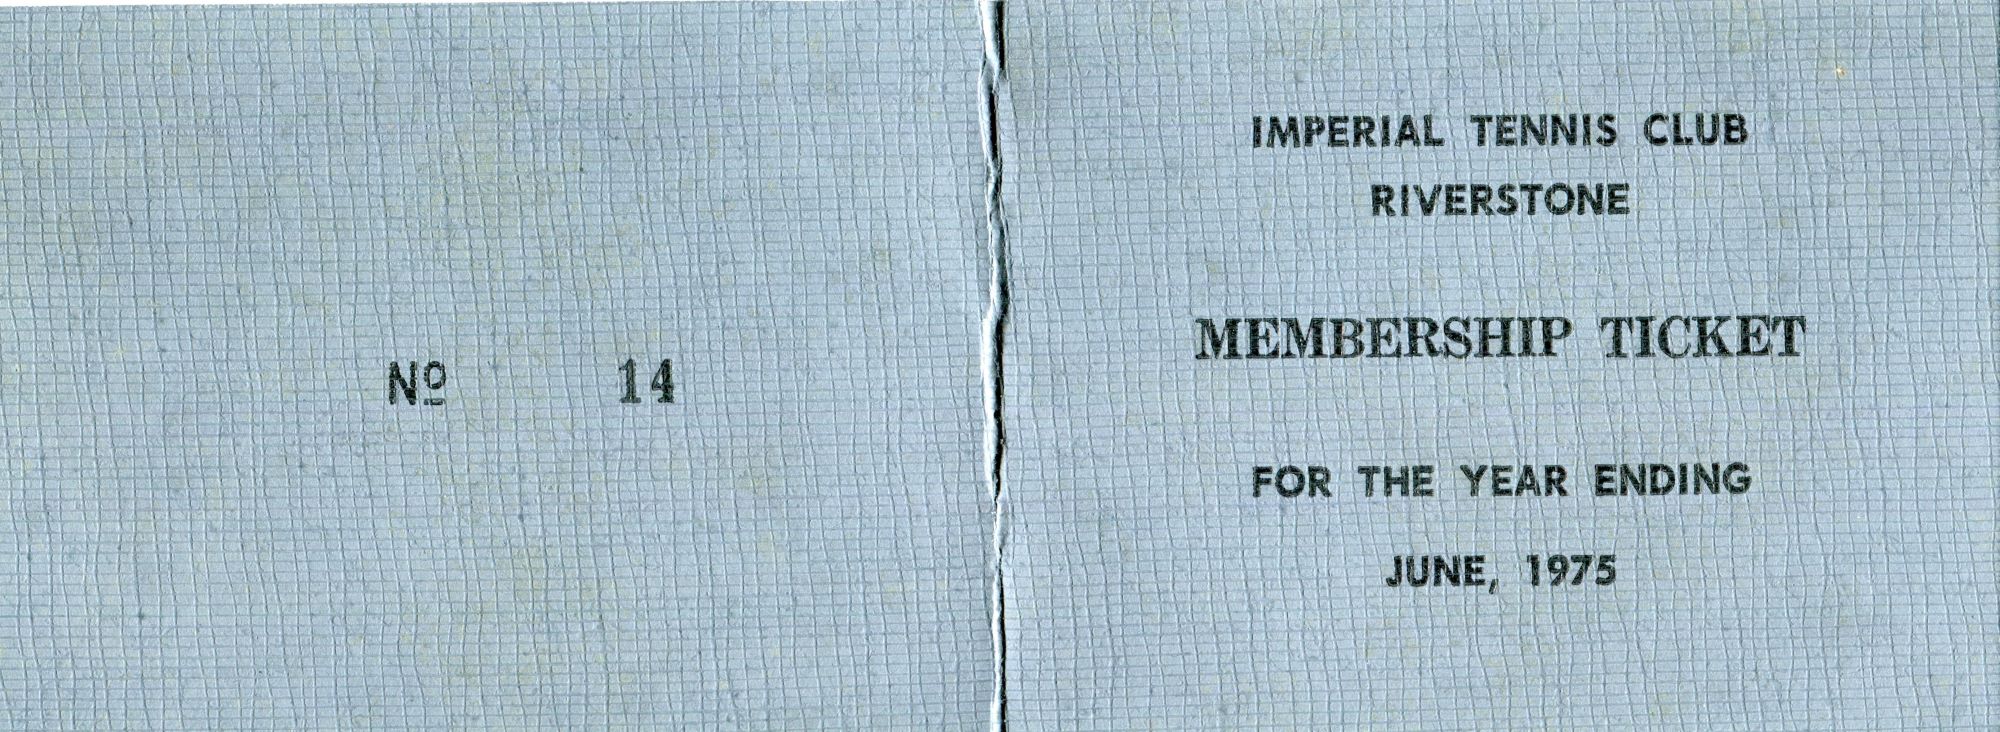 Nº 14
IMPERIAL TENNIS CLUB
RIVERSTONE
MEMBERSHIP TICKET
FOR THE YEAR ENDING
JUNE, 1975